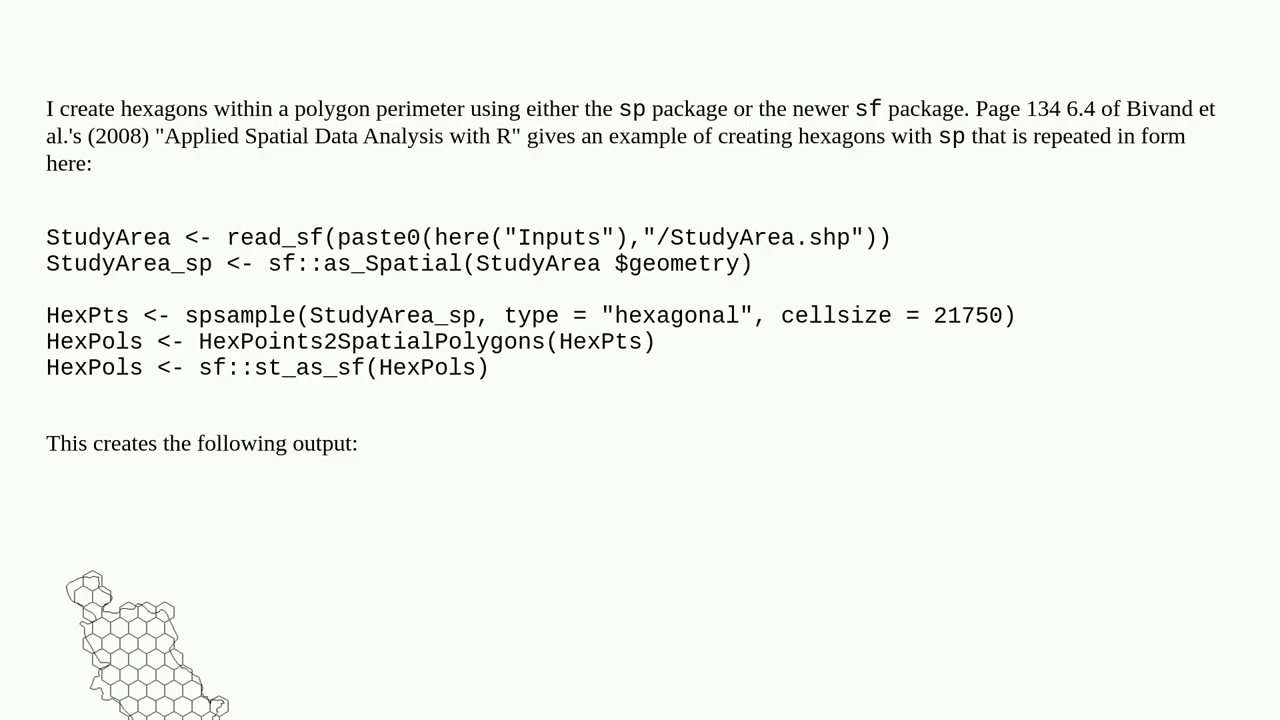 I create hexagons within a polygon perimeter using either the sp package or the newer sf package. Page 134 6.4 of Bivand et
al.'s (2008) "Applied Spatial Data Analysis with R" gives an example of creating hexagons with sp that is repeated in form
here:
StudyArea <- read_sf(paste0(here("Inputs"),"/StudyArea.shp"))
StudyArea_sp <- sf::as_Spatial(StudyArea $geometry)
HexPts <- spsample(StudyArea_sp, type = "hexagonal", cellsize = 21750)
HexPols <- HexPoints2SpatialPolygons(HexPts)
HexPols <- sf::st_as_sf(HexPols)
This creates the following output: